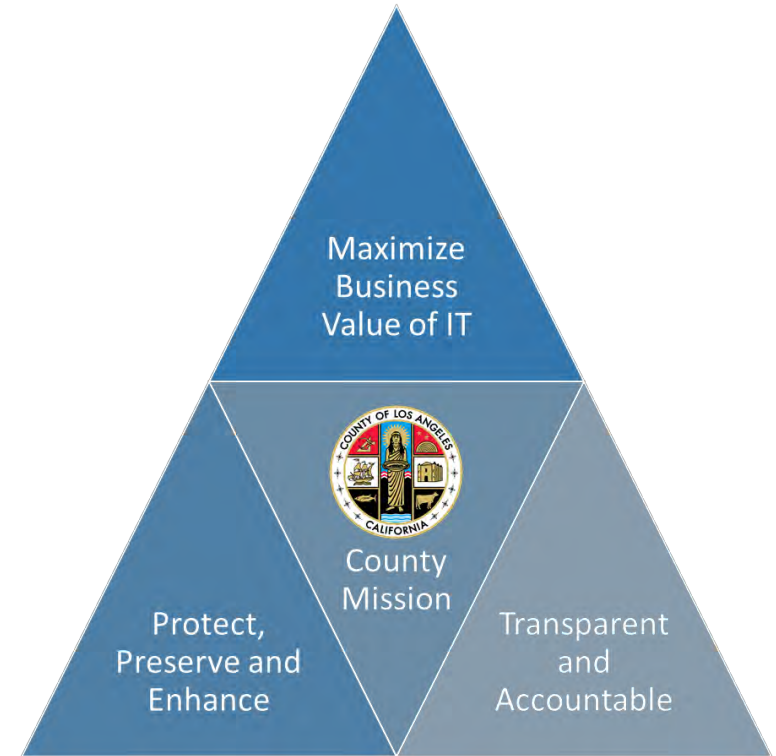 Maximize
Business
Value of IT
COUNTY OF LOS ANGELES
CALIFORNIA
County
Mission
Protect,
Preserve and
Enhance
Transparent
and
Accountable